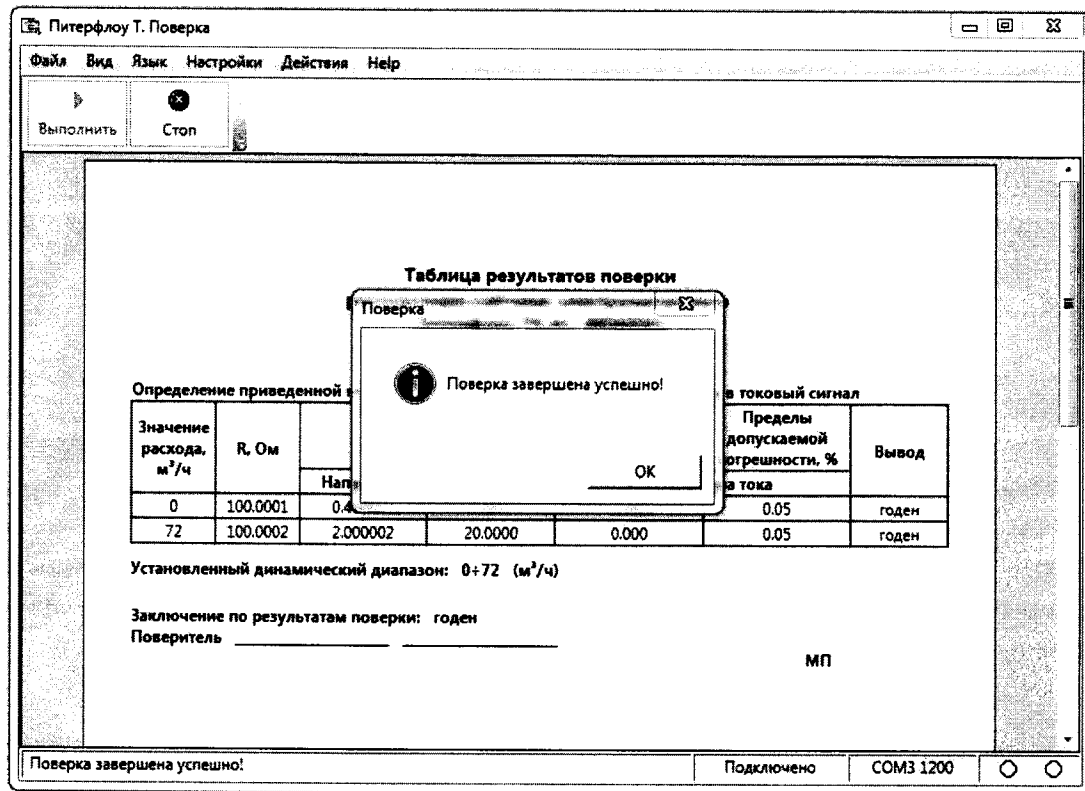 Питерфлоу Т. Поверка
Файл Вид Язык Настройки Действия Help
Выполнить Стоп
Таблица результатов поверки
Поверка
Поверка завершена успешно!
OK
Определение приведенной
в токовый сигнал
Значение расхода, м³/ч
R, Ом
Пределы допускаемой
Вывод
тока
0 100.0001 0.05 годен
72 100.0002 2.000002 20.0000 0.000 0.05 годен
Установленный динамический диапазон: 0÷72 (м³/ч)
Заключение по результатам поверки: годен
Поверитель
МП
Поверка завершена успешно! Подключено COM3 1200